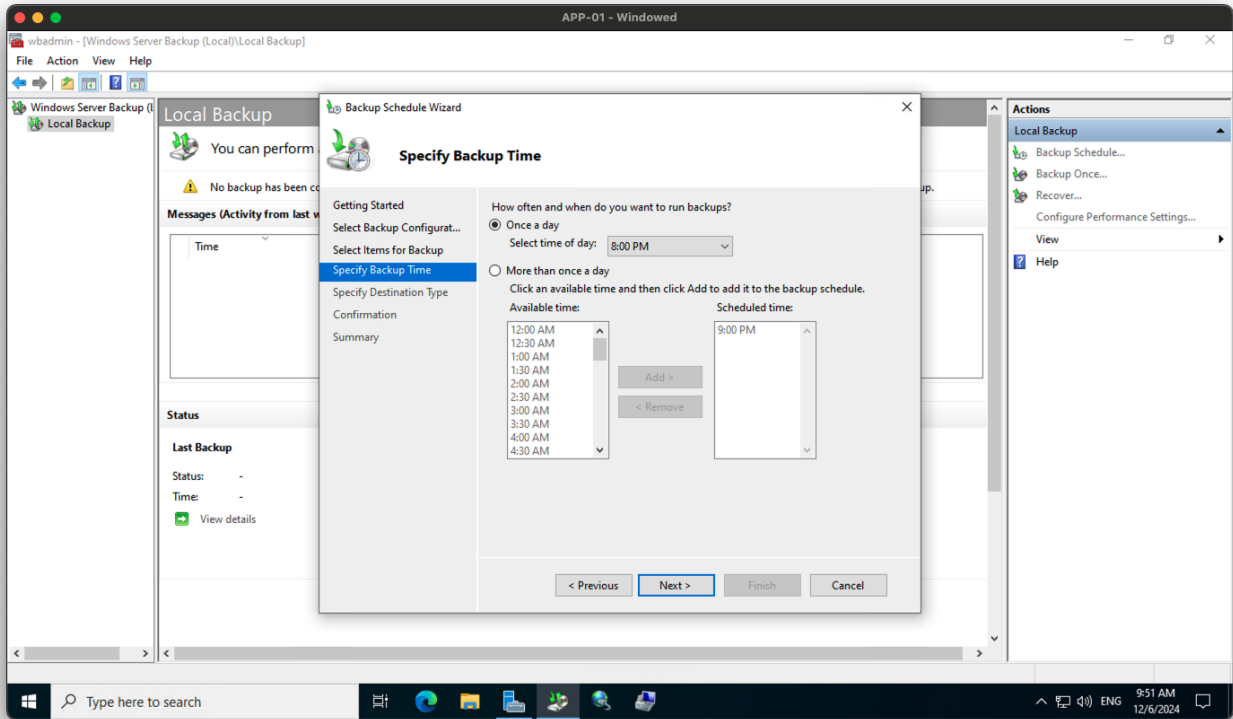 APP-01 - Windowed
wbadmin - [Windows Server Backup (Local)\Local Backup]
File Action View Help
Windows Server Backup (L
Local Backup
Local Backup
You can perform
No backup has been co
up.
Messages (Activity from last w
Time
Status
Last Backup
Status: -
Time: -
View details
Backup Schedule Wizard
Specify Backup Time
Getting Started
Select Backup Configurat...
Select Items for Backup
Specify Backup Time
Specify Destination Type
Confirmation
Summary
How often and when do you want to run backups?
Once a day
Select time of day: 8:00 PM
More than once a day
Click an available time and then click Add to add it to the backup schedule.
Available time:
12:00 AM
12:30 AM
1:00 AM
1:30 AM
2:00 AM
2:30 AM
3:00 AM
3:30 AM
4:00 AM
4:30 AM
Add >
< Remove
Scheduled time:
9:00 PM
< Previous
Next >
Finish
Cancel
Actions
Local Backup
Backup Schedule...
Backup Once...
Recover...
Configure Performance Settings...
View
Help
Type here to search
ENG
9:51 AM
12/6/2024